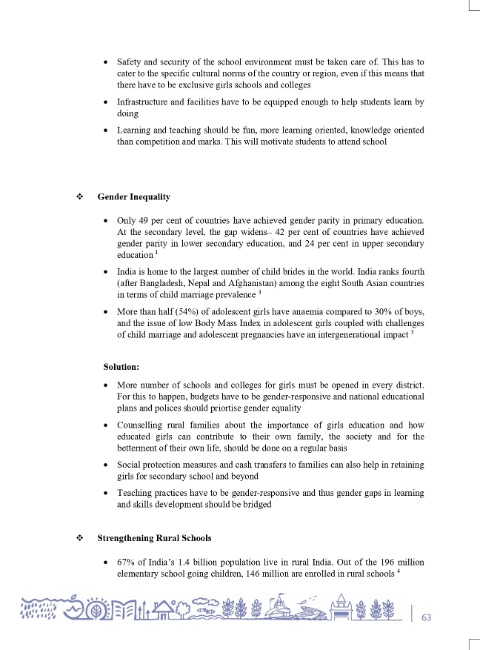 • Safety and security of the school environment must be taken care of. This has to
cater to the specific cultural norms of the country or region, even if this means that
there have to be exclusive girls schools and colleges
• Infrastructure and facilities have to be equipped enough to help students learn by
doing
• Learning and teaching should be fun, more learning oriented, knowledge oriented
than competition and marks. This will motivate students to attend school
❖ Gender Inequality
• Only 49 per cent of countries have achieved gender parity in primary education.
At the secondary level, the gap widens– 42 per cent of countries have achieved
gender parity in lower secondary education, and 24 per cent in upper secondary
education 1
• India is home to the largest number of child brides in the world. India ranks fourth
(after Bangladesh, Nepal and Afghanistan) among the eight South Asian countries
in terms of child marriage prevalence 3
• More than half (54%) of adolescent girls have anaemia compared to 30% of boys,
and the issue of low Body Mass Index in adolescent girls coupled with challenges
of child marriage and adolescent pregnancies have an intergenerational impact 3
Solution:
• More number of schools and colleges for girls must be opened in every district.
For this to happen, budgets have to be gender-responsive and national educational
plans and polices should priortise gender equality
• Counselling rural families about the importance of girls education and how
educated girls can contribute to their own family, the society and for the
betterment of their own life, should be done on a regular basis
• Social protection measures and cash transfers to families can also help in retaining
girls for secondary school and beyond
• Teaching practices have to be gender-responsive and thus gender gaps in learning
and skills development should be bridged
❖ Strengthening Rural Schools
• 67% of India's 1.4 billion population live in rural India. Out of the 196 million
elementary school going children, 146 million are enrolled in rural schools 4
63